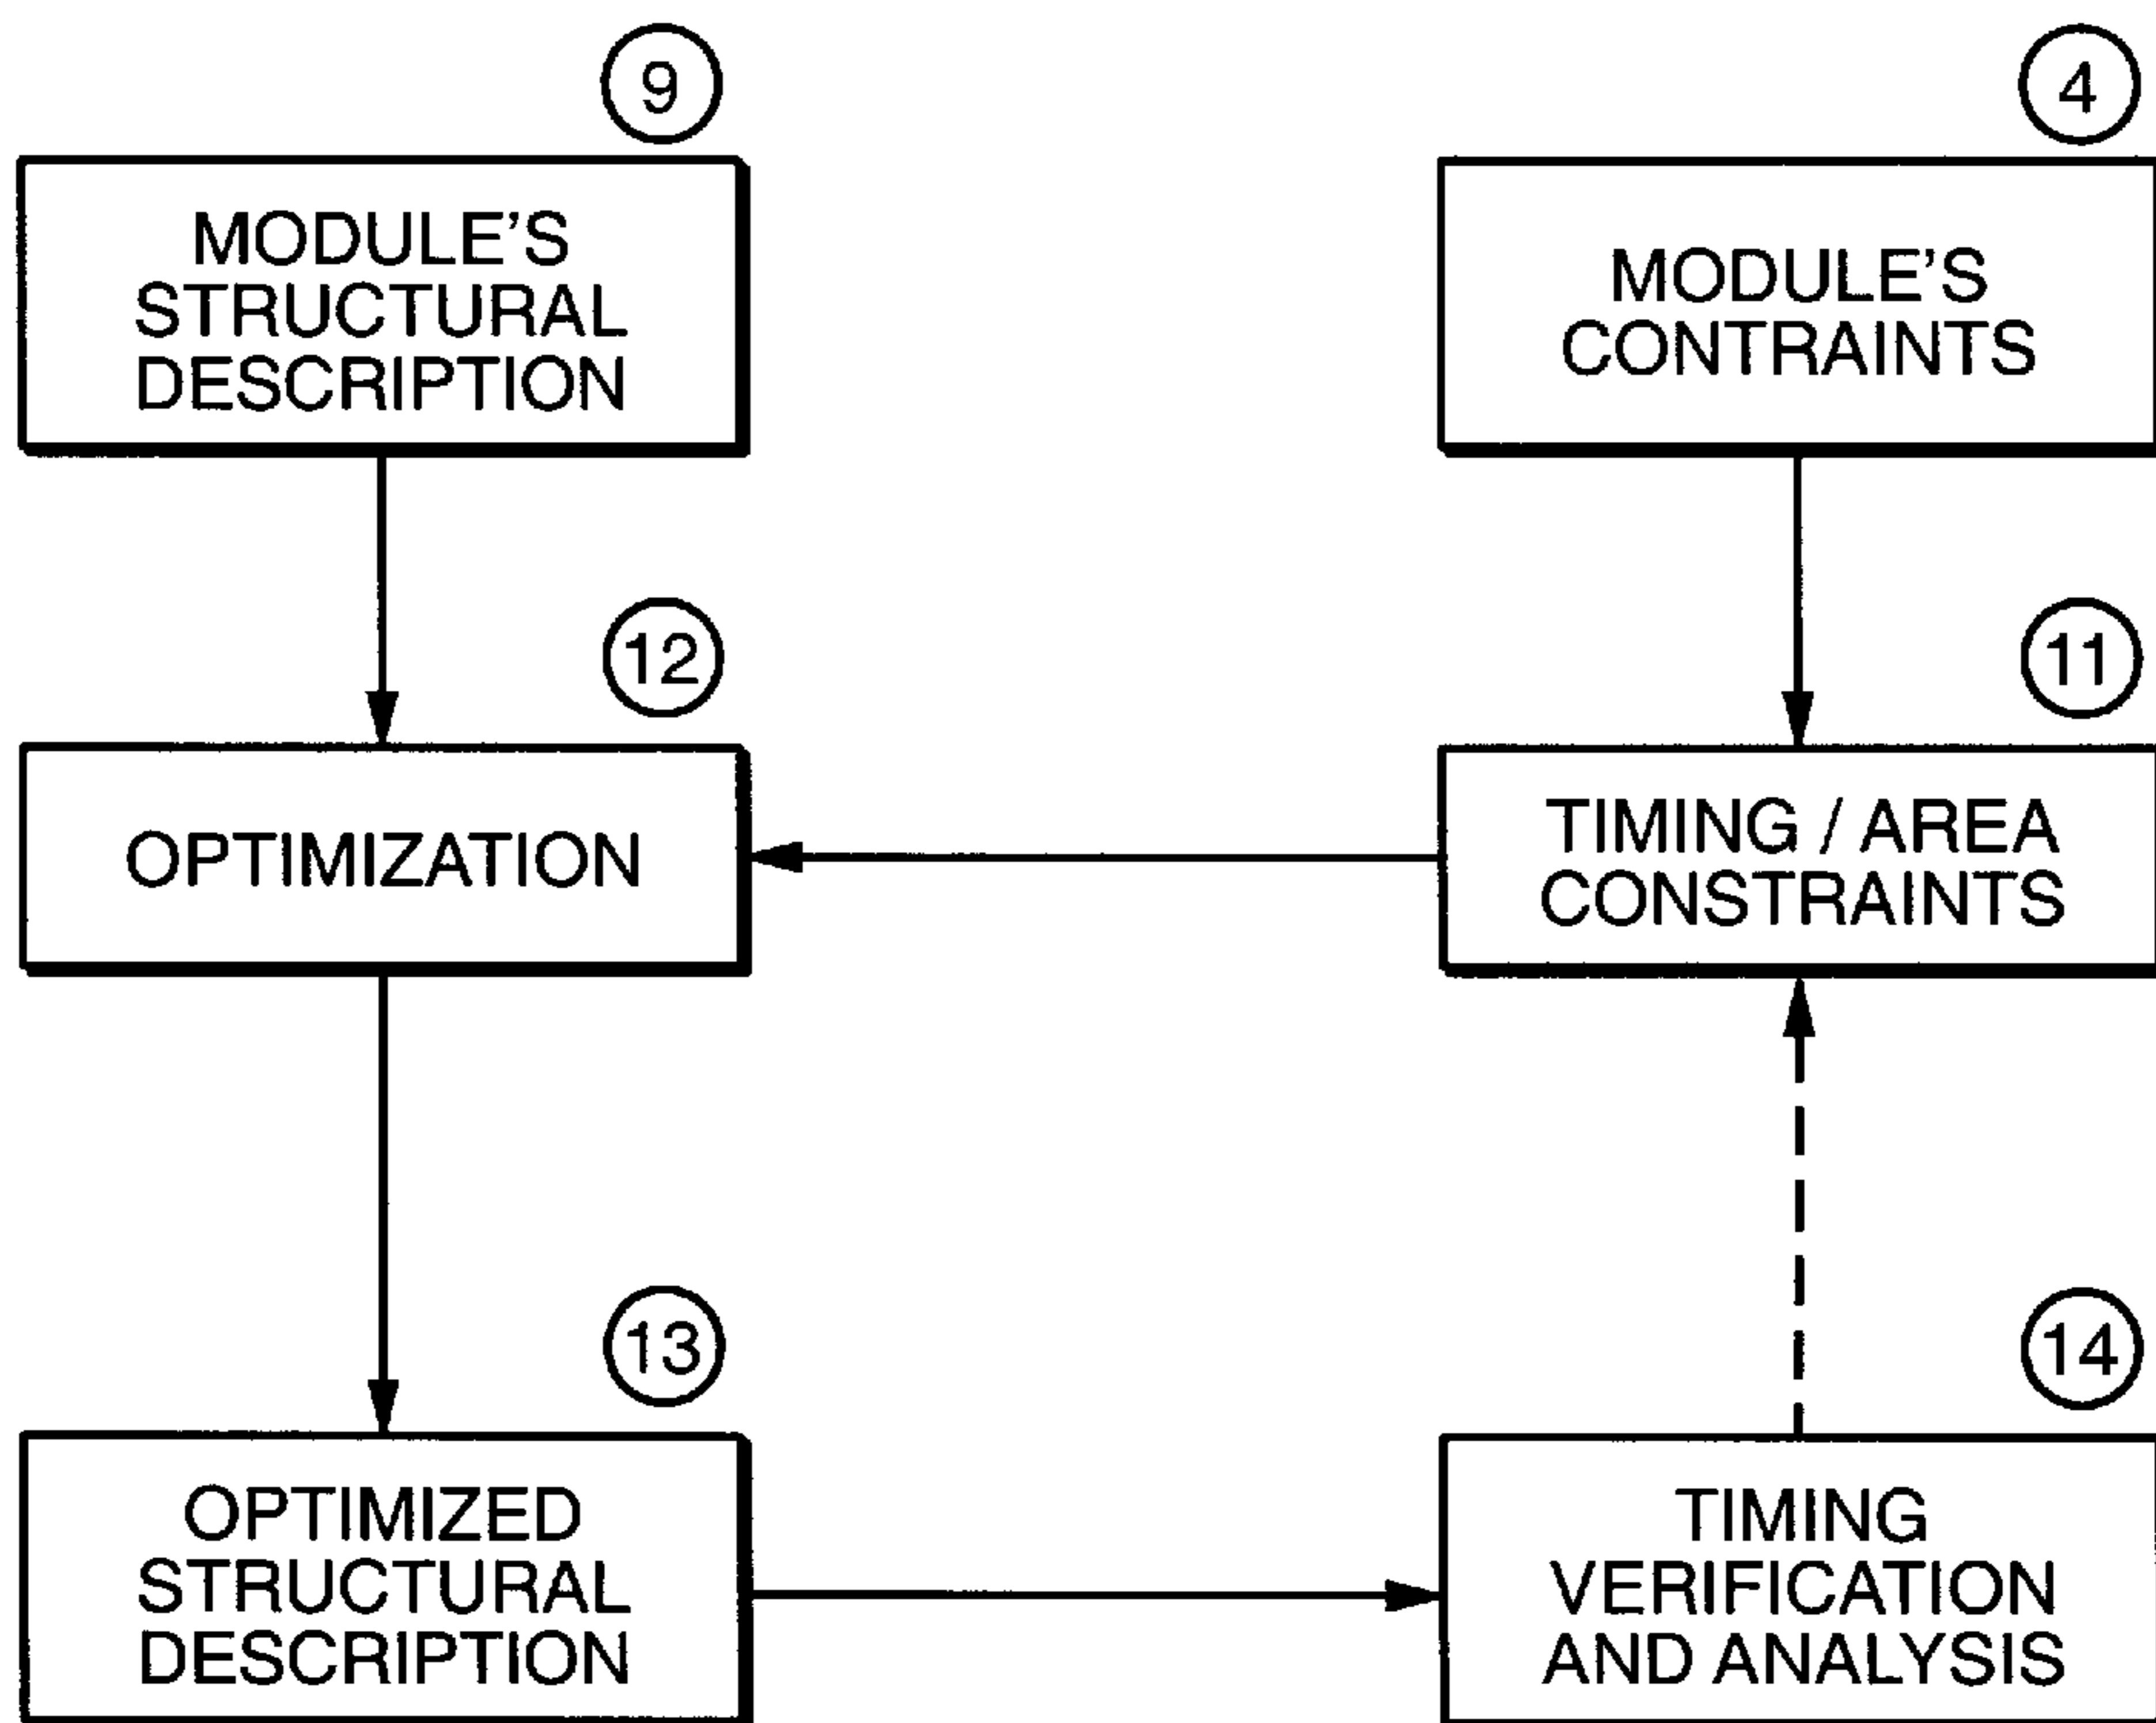 9
MODULE'S
STRUCTURAL
DESCRIPTION
4
MODULE'S
CONTRAINTS
12
OPTIMIZATION
11
TIMING / AREA
CONSTRAINTS
13
OPTIMIZED
STRUCTURAL
DESCRIPTION
14
TIMING
VERIFICATION
AND ANALYSIS